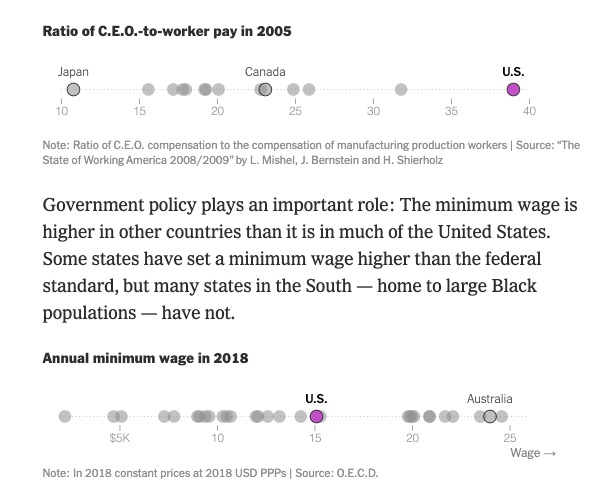 Ratio of C.E.O.-to-worker pay in 2005
Japan Canada U.S.
10 15 20 25 30 35 40
Note: Ratio of C.E.O. compensation to the compensation of manufacturing production workers | Source: “The
State of Working America 2008/2009” by L. Mishel, J. Bernstein and H. Shierholz
Government policy plays an important role: The minimum wage is
higher in other countries than it is in much of the United States.
Some states have set a minimum wage higher than the federal
standard, but many states in the South — home to large Black
populations — have not.
Annual minimum wage in 2018
U.S. Australia
$5K 10 15 20 25
Wage →
Note: In 2018 constant prices at 2018 USD PPPs | Source: O.E.C.D.